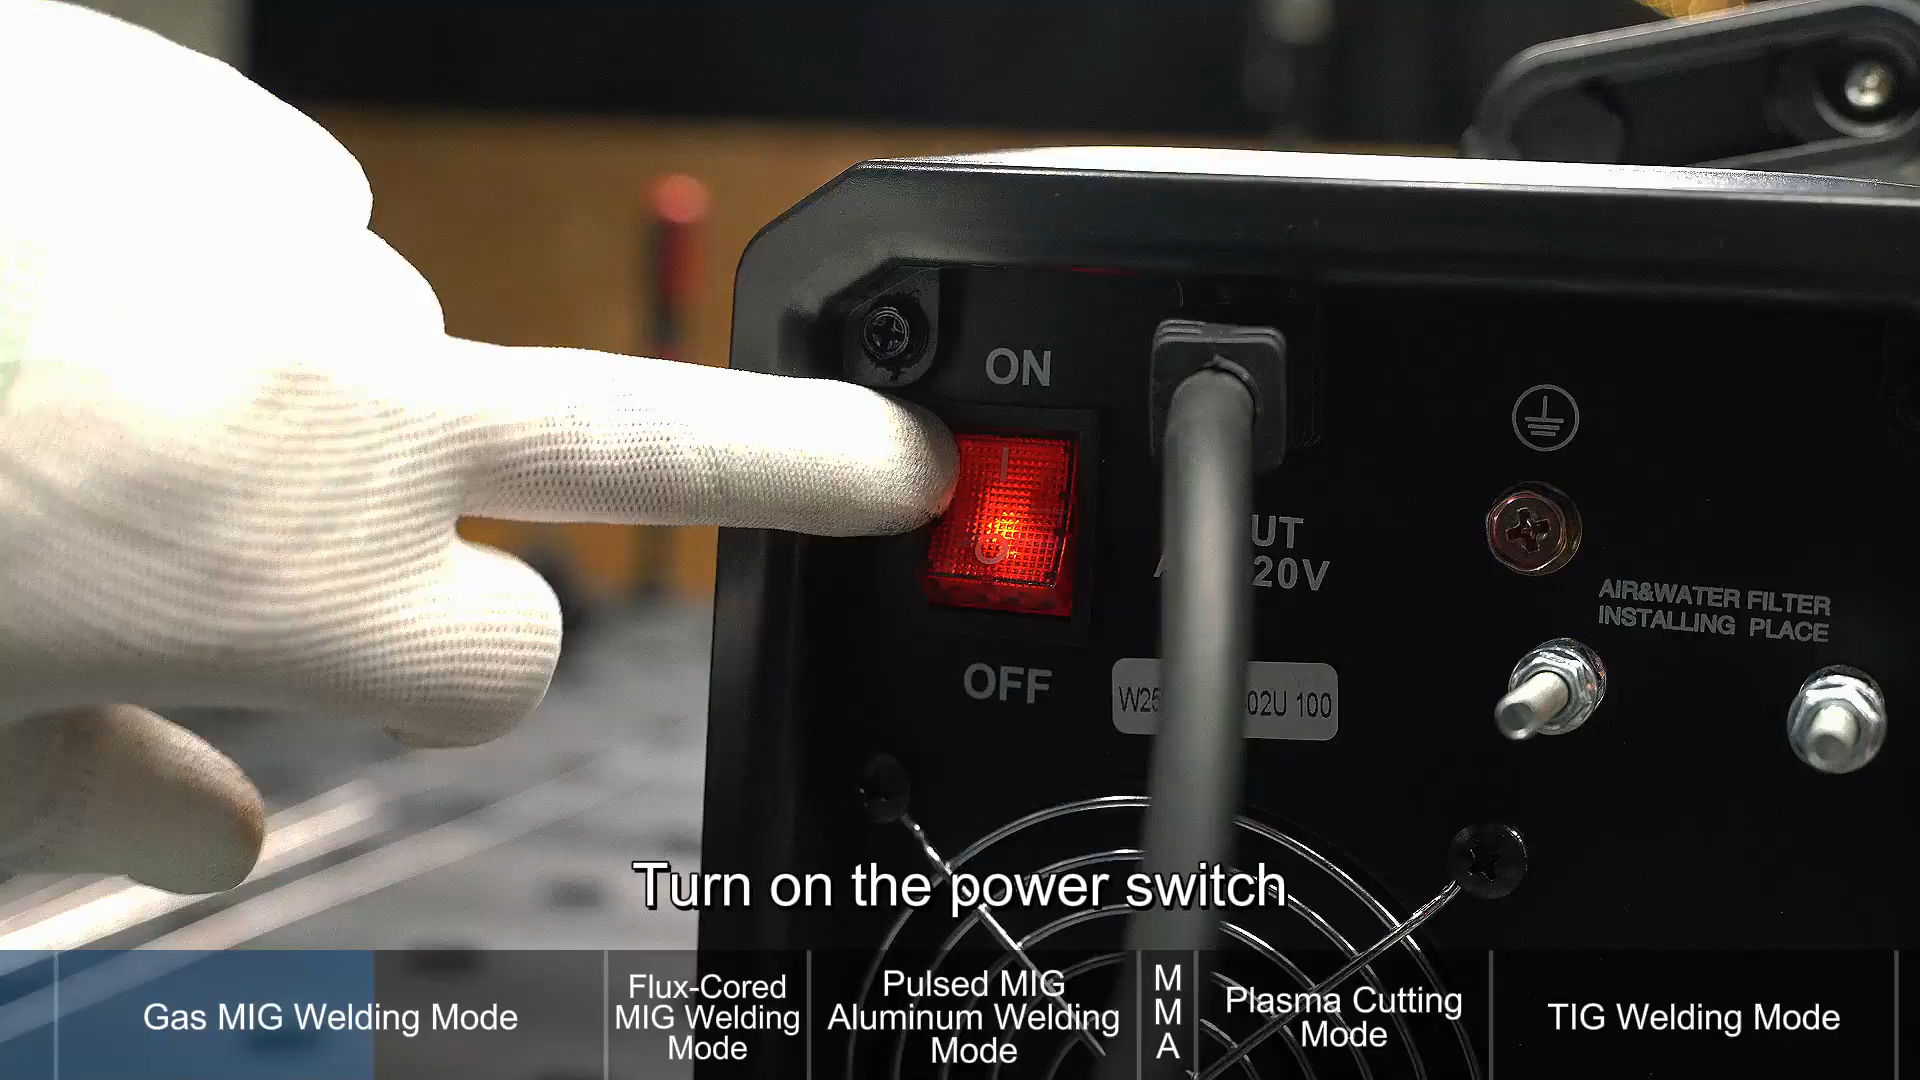 ON
I
O
UT
20V
AIR&WATER FILTER
INSTALLING PLACE
OFF
W25
02U 100
Turn on the power switch
Gas MIG Welding Mode
Flux-Cored
MIG Welding
Mode
Pulsed MIG
Aluminum Welding
Mode
M
M
A
Plasma Cutting
Mode
TIG Welding Mode